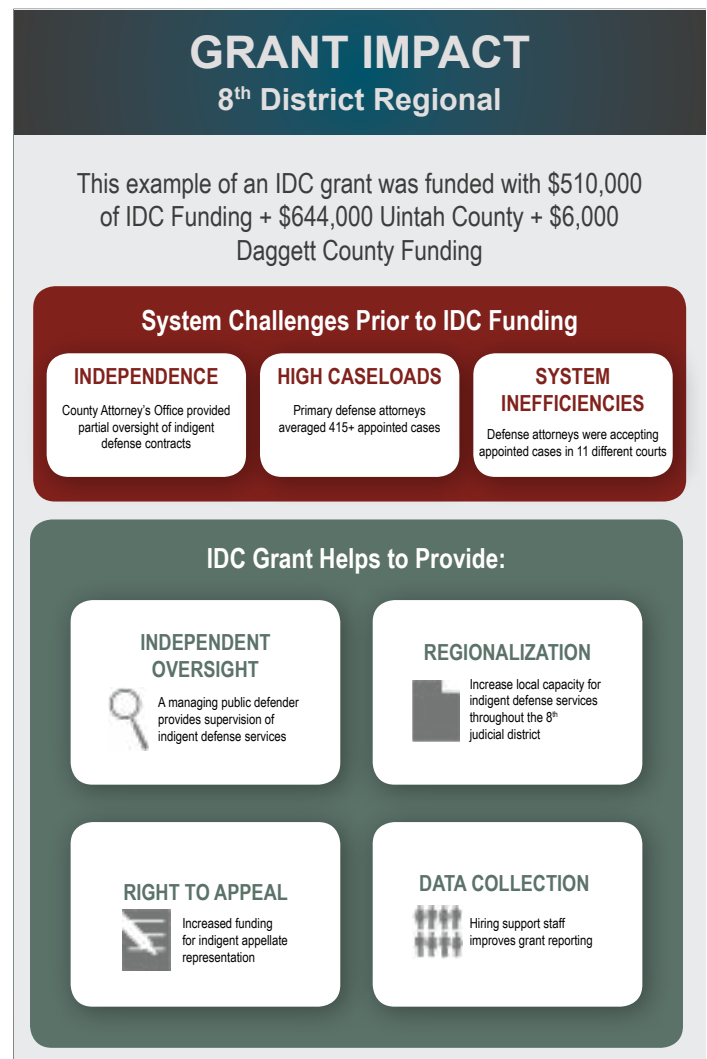 GRANT IMPACT
8th District Regional
This example of an IDC grant was funded with $510,000
of IDC Funding + $644,000 Uintah County + $6,000
Daggett County Funding
System Challenges Prior to IDC Funding
INDEPENDENCE
County Attorney's Office provided
partial oversight of indigent
defense contracts
HIGH CASELOADS
Primary defense attorneys
averaged 415+ appointed cases
SYSTEM
INEFFICIENCIES
Defense attorneys were accepting
appointed cases in 11 different courts
IDC Grant Helps to Provide:
INDEPENDENT
OVERSIGHT
A managing public defender
provides supervision of
indigent defense services
REGIONALIZATION
Increase local capacity for
indigent defense services
throughout the 8th
judicial district
RIGHT TO APPEAL
Increased funding
for indigent appellate
representation
DATA COLLECTION
Hiring support staff
improves grant reporting